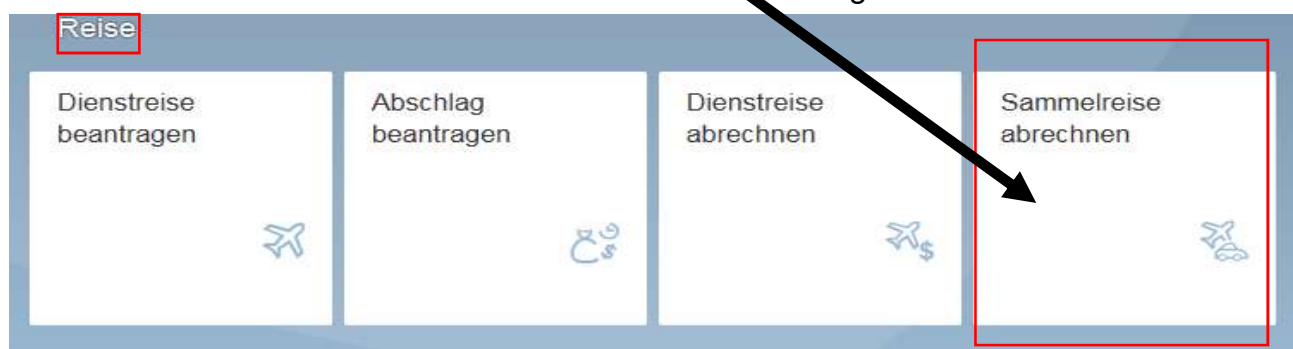 Reise
Dienstreise
beantragen
Abschlag
beantragen
Dienstreise
abrechnen
Sammelreise
abrechnen